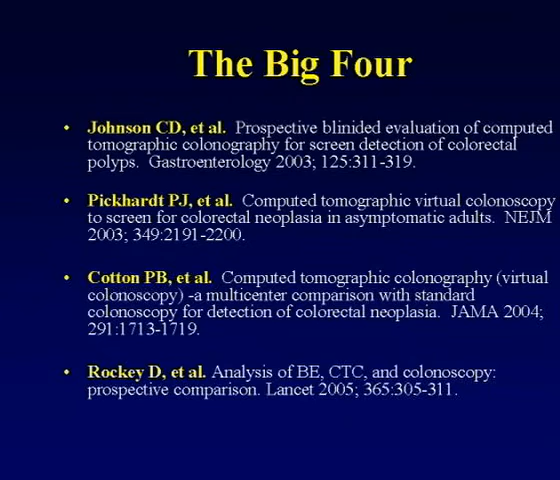 The Big Four
• Johnson CD, et al. Prospective blinided evaluation of computed
tomographic colonography for screen detection of colorectal
polyps. Gastroenterology 2003; 125:311-319.
• Pickhardt PJ, et al. Computed tomographic virtual colonoscopy
to screen for colorectal neoplasia in asymptomatic adults. NEJM
2003; 349:2191-2200.
• Cotton PB, et al. Computed tomographic colonography (virtual
colonoscopy) -a multicenter comparison with standard
colonoscopy for detection of colorectal neoplasia. JAMA 2004;
291:1713-1719.
• Rockey D, et al. Analysis of BE, CTC, and colonoscopy:
prospective comparison. Lancet 2005; 365:305-311.